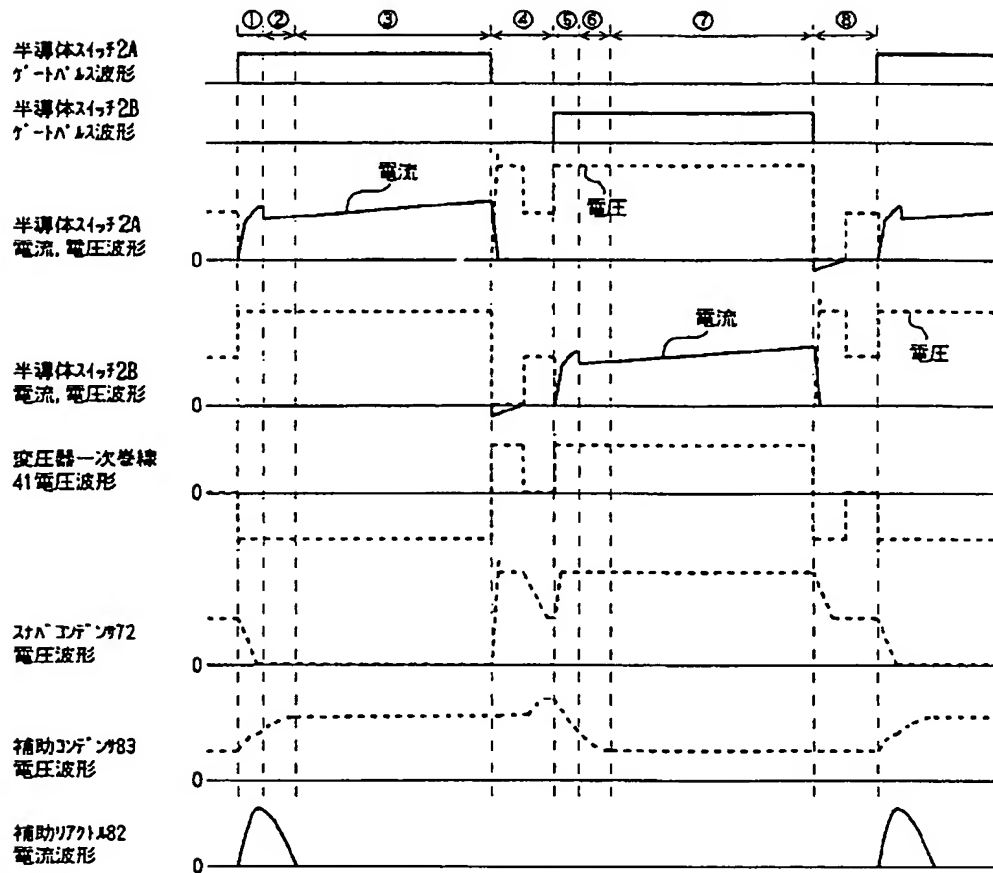 ① ② ③ ④ ⑤ ⑥ ⑦ ⑧
半導体スイッチ2A
ゲートパルス波形
半導体スイッチ2B
ゲートパルス波形
電流
電圧
半導体スイッチ2A
電流,電圧波形
0
電流
電圧
半導体スイッチ2B
電流,電圧波形
0
変圧器一次巻線
41電圧波形
0
スナバコンデンサ72
電圧波形
0
補助コンデンサ83
電圧波形
0
補助リアクトル82
電流波形
0